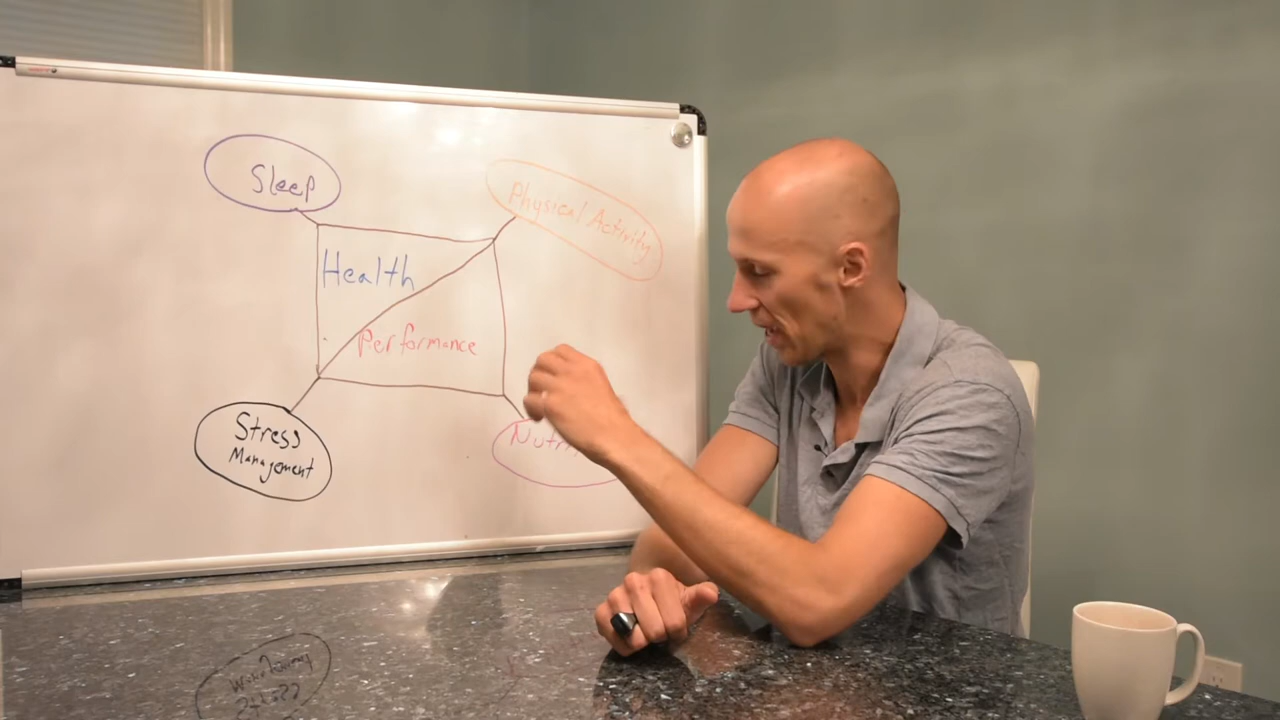 Sleep
Physical Activity
Health
Performance
Stress
Management